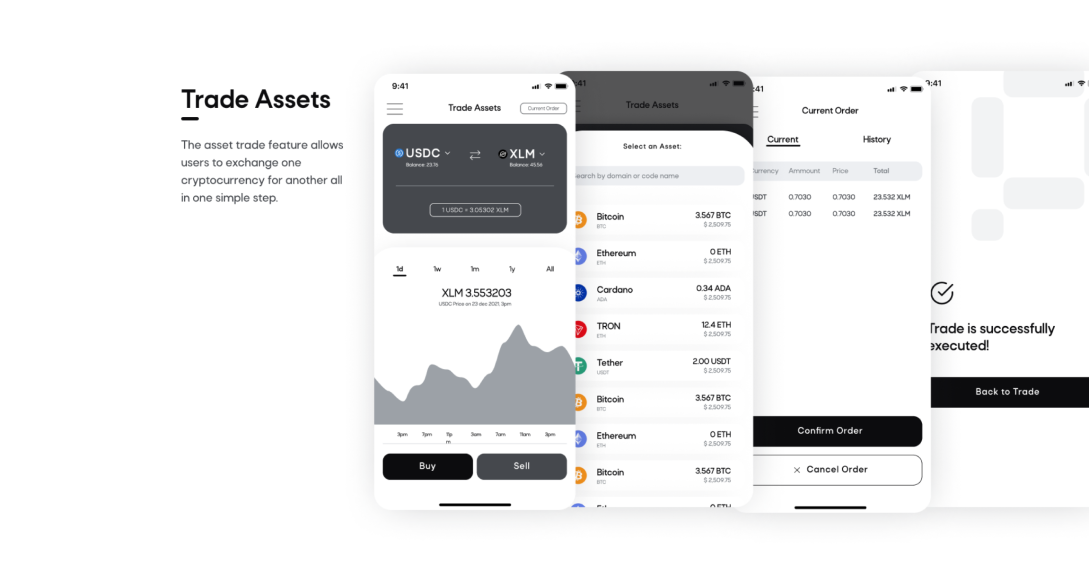 Trade Assets
The asset trade feature allows
users to exchange one
cryptocurrency for another all
in one simple step.
9:41
Trade Assets
Current Order
USDC
Balance: 23.76
XLM
Balance: 45.56
1 USDC = 3.05302 XLM
1d 1w 1m 1y All
XLM 3.553203
USDC Price on 23 dec 2021, 3pm
3pm 7pm 11p
m 3am 7am 11am 3pm
Buy Sell
:41
Trade Assets
Select an Asset:
earch by domain or code name
Bitcoin 3.567 BTC
BTC $ 2,509.75
Ethereum 0 ETH
ETH $ 2,509.75
Cardano 0.34 ADA
ADA $ 2,509.75
TRON 12.4 ETH
ETH $ 2,509.75
Tether 2.00 USDT
USDT $ 2,509.75
Bitcoin 3.567 BTC
BTC $ 2,509.75
Ethereum 0 ETH
ETH $ 2,509.75
Bitcoin 3.567 BTC
BTC $ 2,509.75
:41
Current Order
Current History
urrency Ammount Price Total
SDT 0.7030 0.7030 23.532 XLM
SDT 0.7030 0.7030 23.532 XLM
Confirm Order
Cancel Order
9:41
Trade is successfully
executed!
Back to Trade